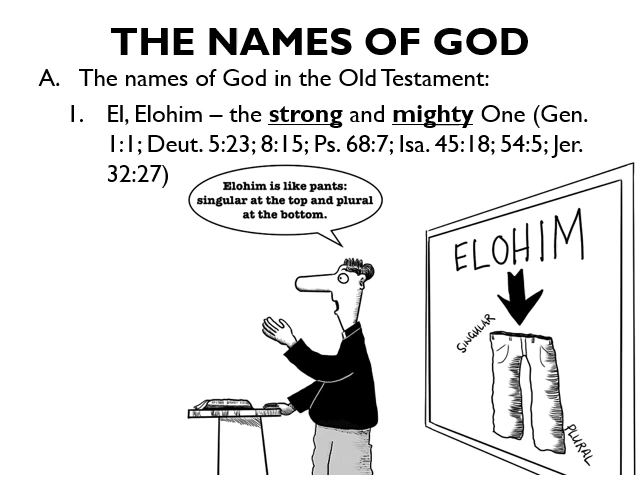 THE NAMES OF GOD
A. The names of God in the Old Testament:
1. El, Elohim – the strong and mighty One (Gen.
1:1; Deut. 5:23; 8:15; Ps. 68:7; Isa. 45:18; 54:5; Jer.
32:27)
Elohim is like pants:
singular at the top and plural
at the bottom.
ELOHIM
SINGULAR
PLURAL